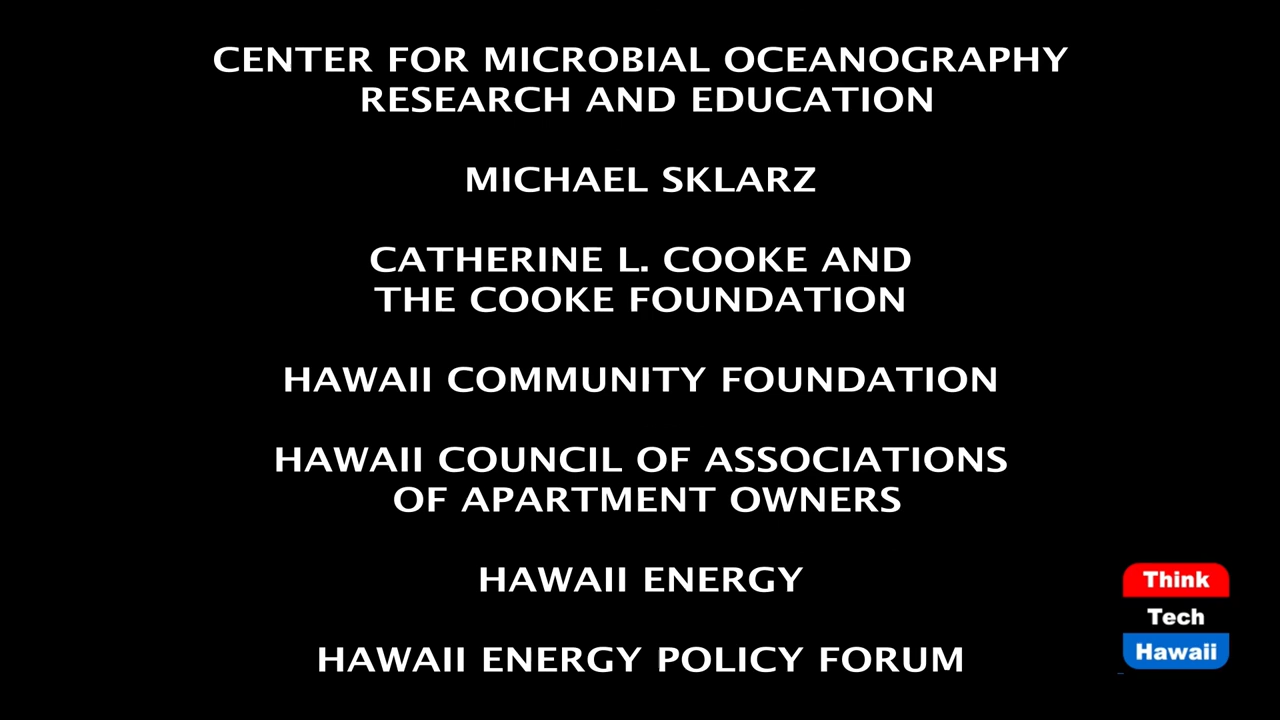 CENTER FOR MICROBIAL OCEANOGRAPHY
RESEARCH AND EDUCATION
MICHAEL SKLARZ
CATHERINE L. COOKE AND
THE COOKE FOUNDATION
HAWAII COMMUNITY FOUNDATION
HAWAII COUNCIL OF ASSOCIATIONS
OF APARTMENT OWNERS
HAWAII ENERGY
HAWAII ENERGY POLICY FORUM
Think
Tech
Hawaii